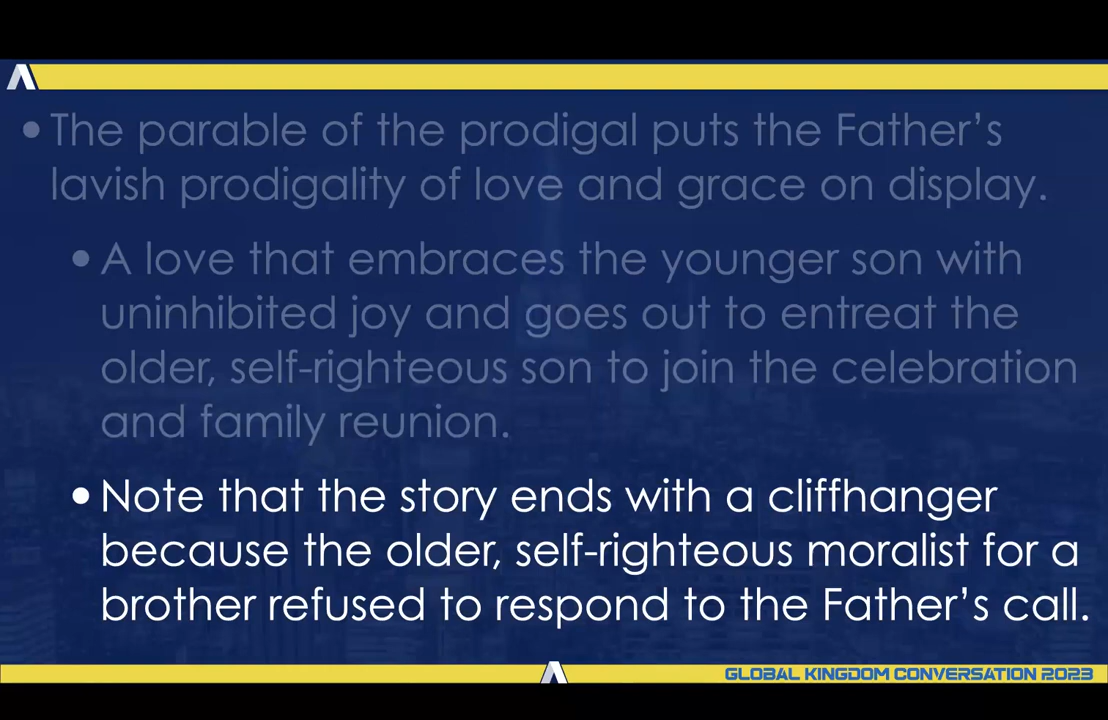 • The parable of the prodigal puts the Father’s
lavish prodigality of love and grace on display.
• A love that embraces the younger son with
uninhibited joy and goes out to entreat the
older, self-righteous son to join the celebration
and family reunion.
• Note that the story ends with a cliffhanger
because the older, self-righteous moralist for a
brother refused to respond to the Father’s call.
GLOBAL KINGDOM CONVERSATION 2023